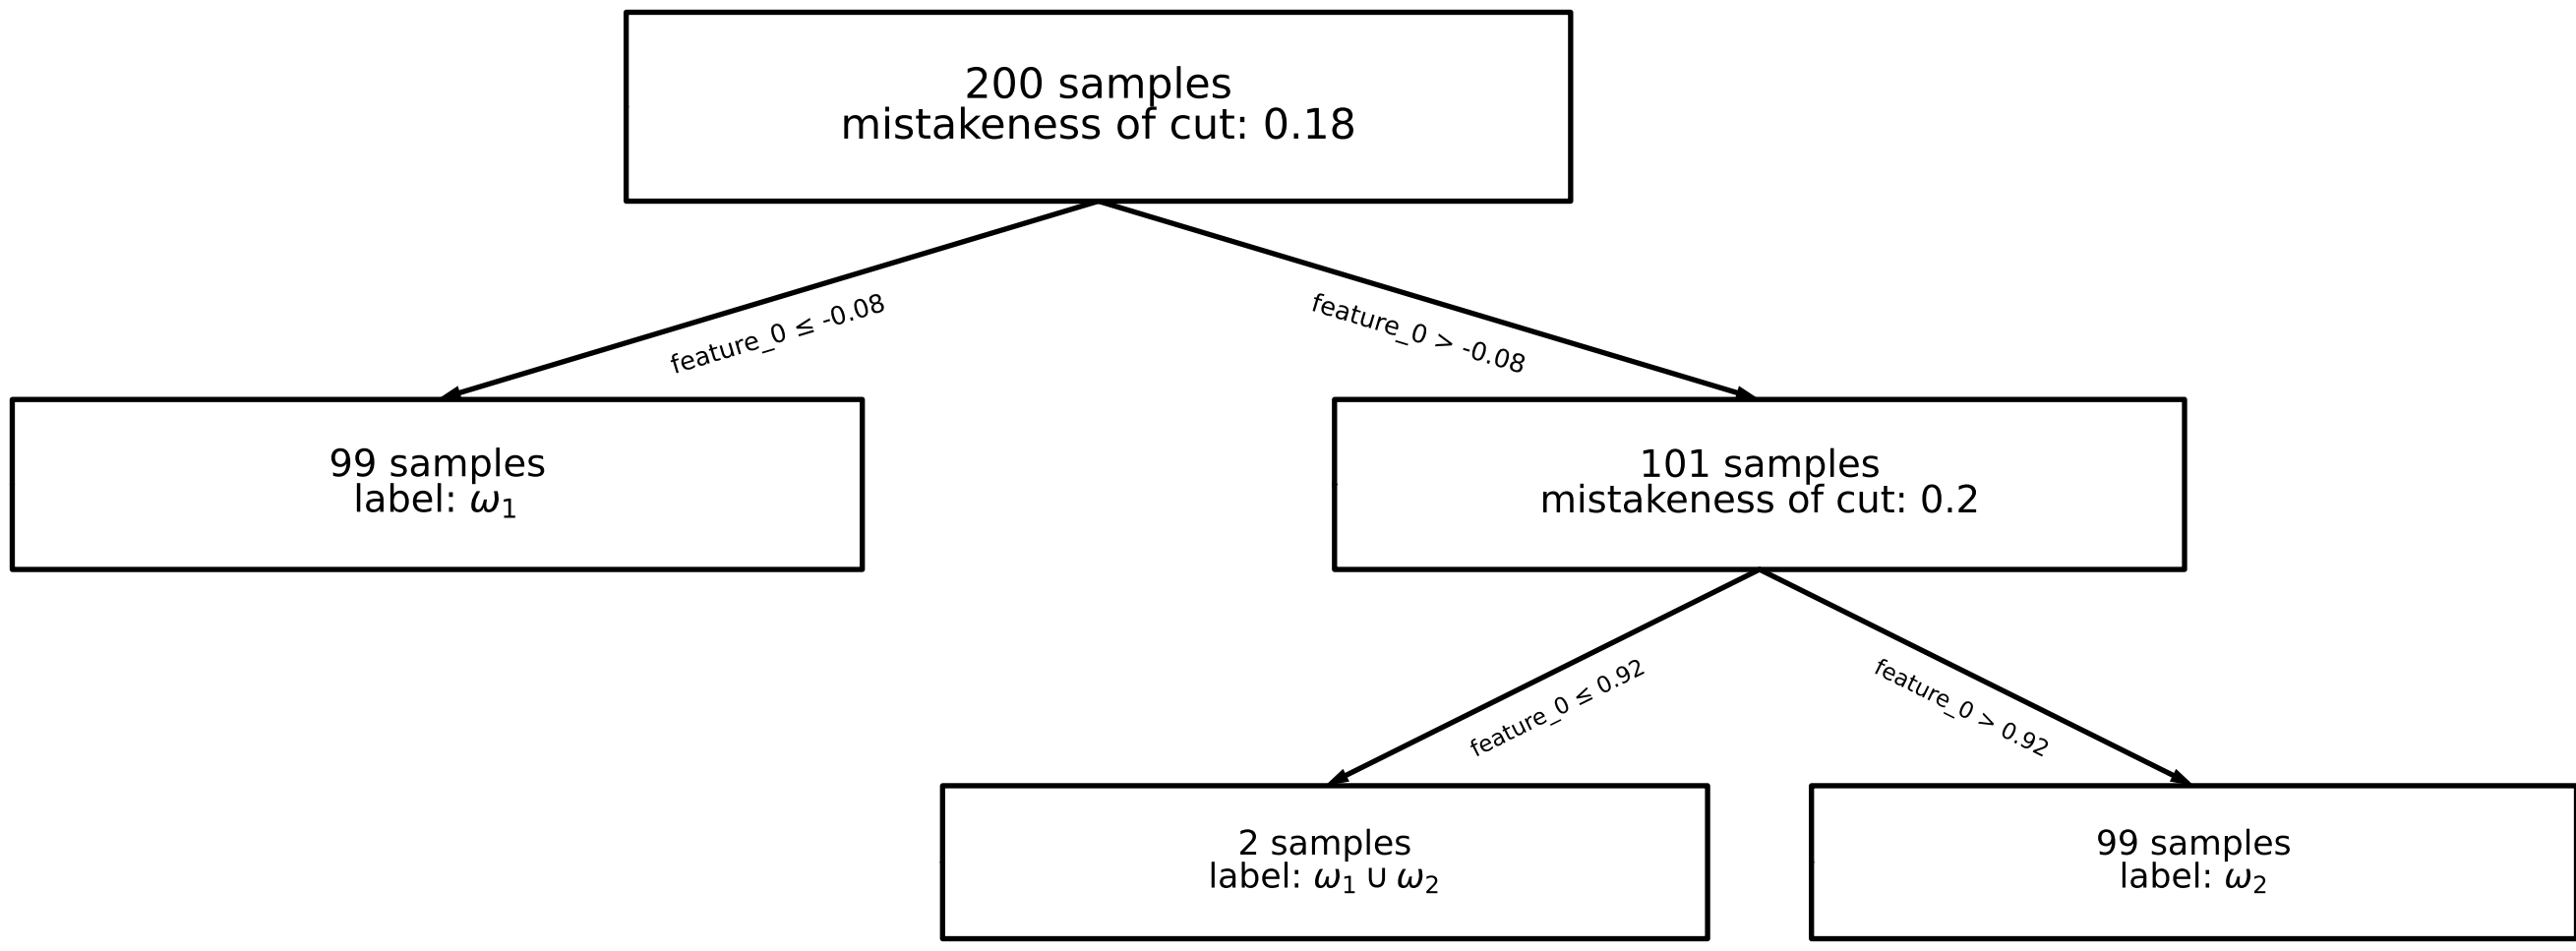 200 samples
mistakeness of cut: 0.18
feature_0 ≤ -0.08
feature_0 > -0.08
99 samples
label: ω₁
101 samples
mistakeness of cut: 0.2
feature_0 ≤ 0.92
feature_0 > 0.92
2 samples
label: ω₁ ∪ ω₂
99 samples
label: ω₂